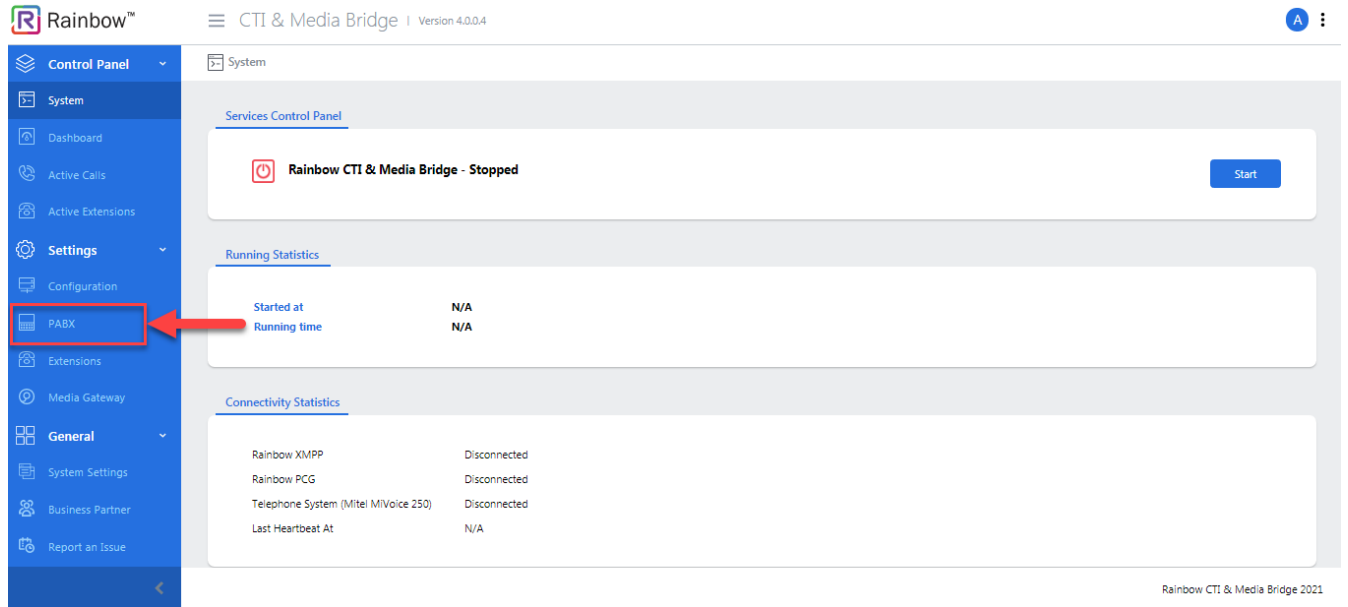 Rainbow™
CTI & Media Bridge | Version 4.0.0.4
A
Control Panel
System
Dashboard
Active Calls
Active Extensions
Settings
Configuration
PABX
Extensions
Media Gateway
General
System Settings
Business Partner
Report an Issue
System
Services Control Panel
Rainbow CTI & Media Bridge - Stopped
Start
Running Statistics
Started at N/A
Running time N/A
Connectivity Statistics
Rainbow XMPP Disconnected
Rainbow PCG Disconnected
Telephone System (Mitel MiVoice 250) Disconnected
Last Heartbeat At N/A
Rainbow CTI & Media Bridge 2021